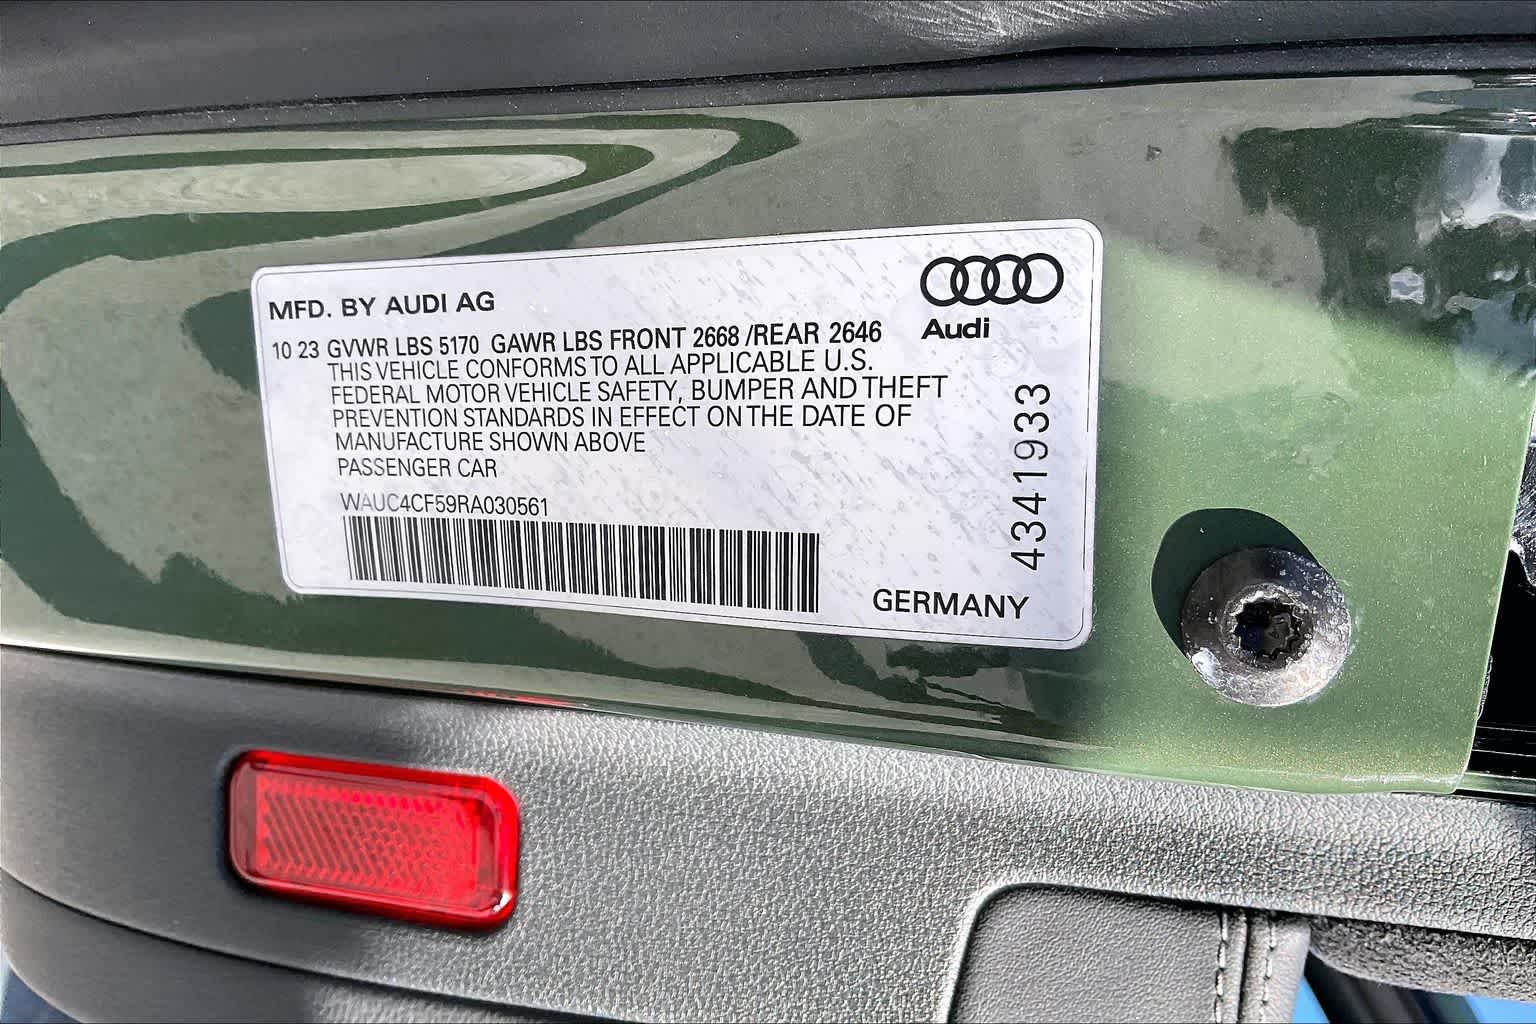 MFD. BY AUDI AG
Audi
10 23 GVWR LBS 5170 GAWR LBS FRONT 2668 /REAR 2646
THIS VEHICLE CONFORMS TO ALL APPLICABLE U.S.
FEDERAL MOTOR VEHICLE SAFETY, BUMPER AND THEFT
PREVENTION STANDARDS IN EFFECT ON THE DATE OF
MANUFACTURE SHOWN ABOVE
PASSENGER CAR
WAUC4CF59RA030561
4341933
GERMANY